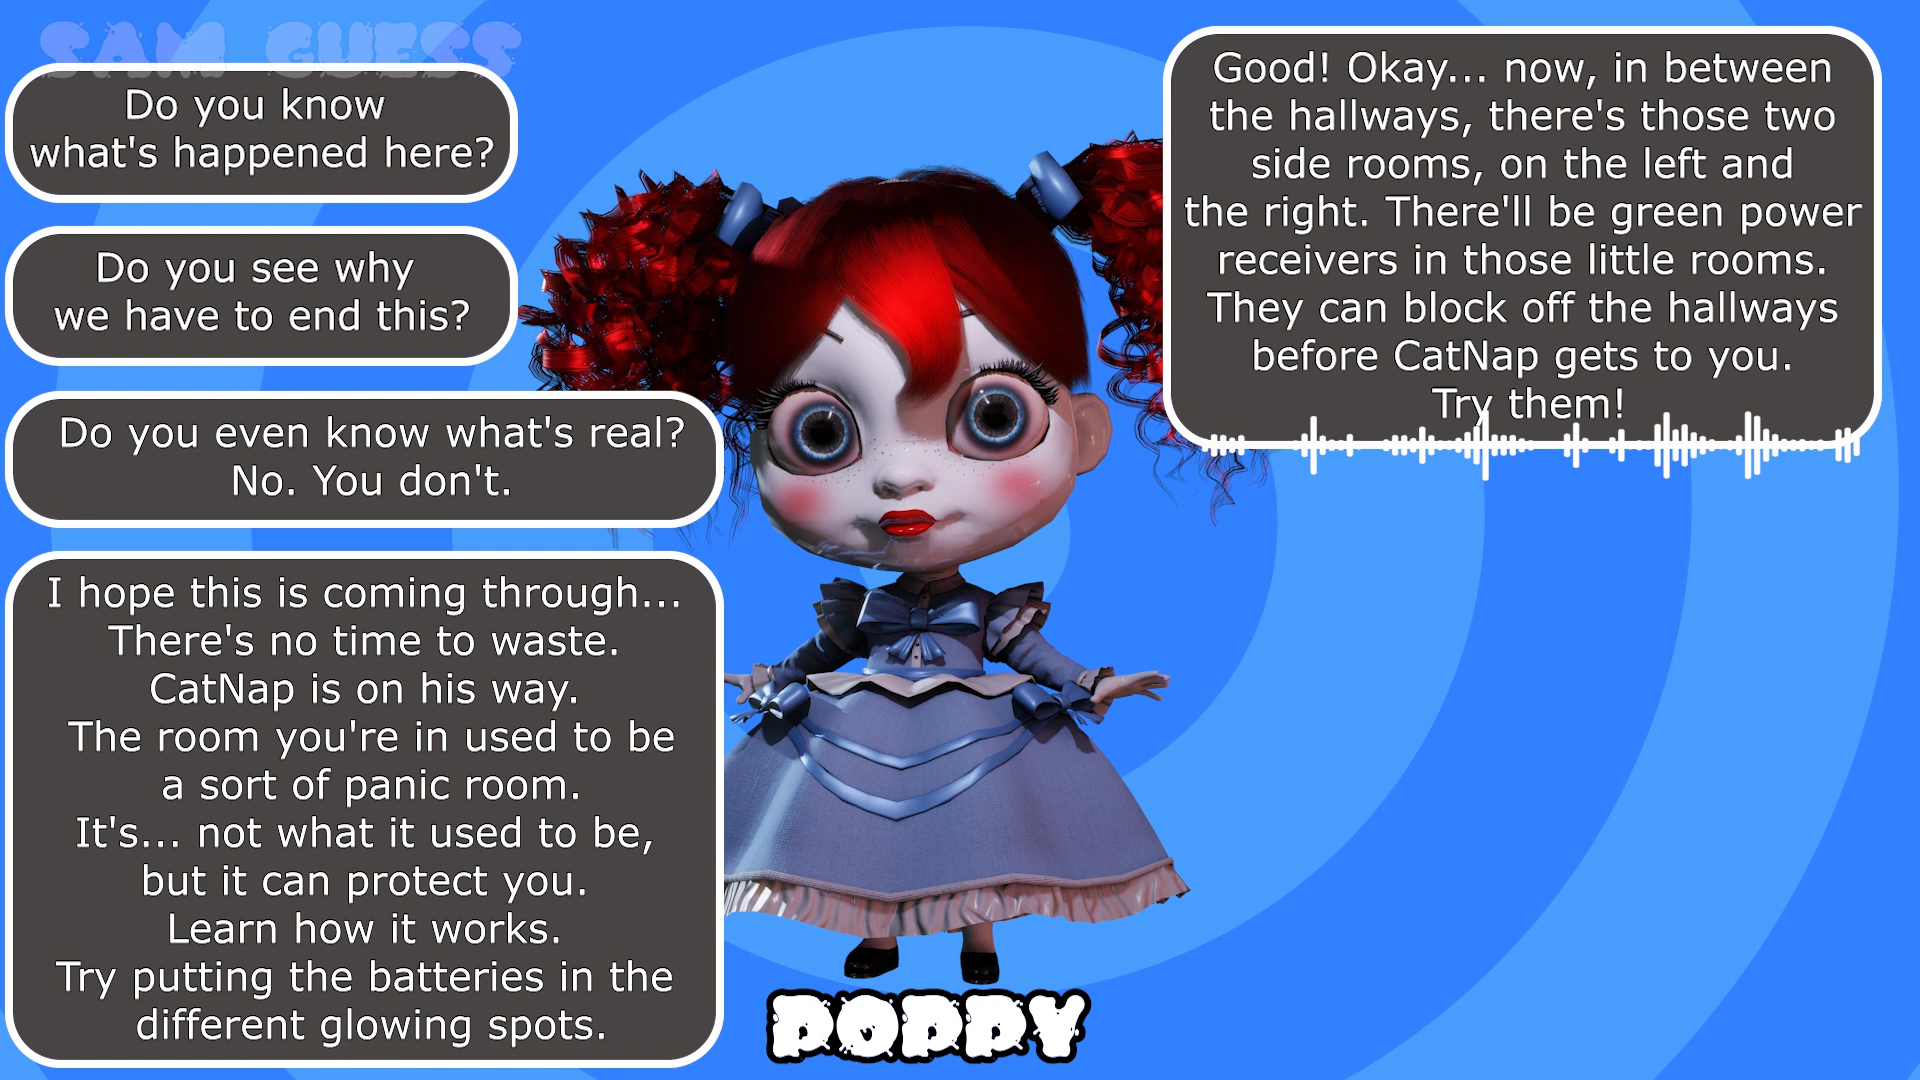 SAM GUESS
Do you know
what's happened here?
Do you see why
we have to end this?
Do you even know what's real?
No. You don't.
I hope this is coming through...
There's no time to waste.
CatNap is on his way.
The room you're in used to be
a sort of panic room.
It's... not what it used to be,
but it can protect you.
Learn how it works.
Try putting the batteries in the
different glowing spots.
Good! Okay... now, in between
the hallways, there's those two
side rooms, on the left and
the right. There'll be green power
receivers in those little rooms.
They can block off the hallways
before CatNap gets to you.
Try them!
POPPY